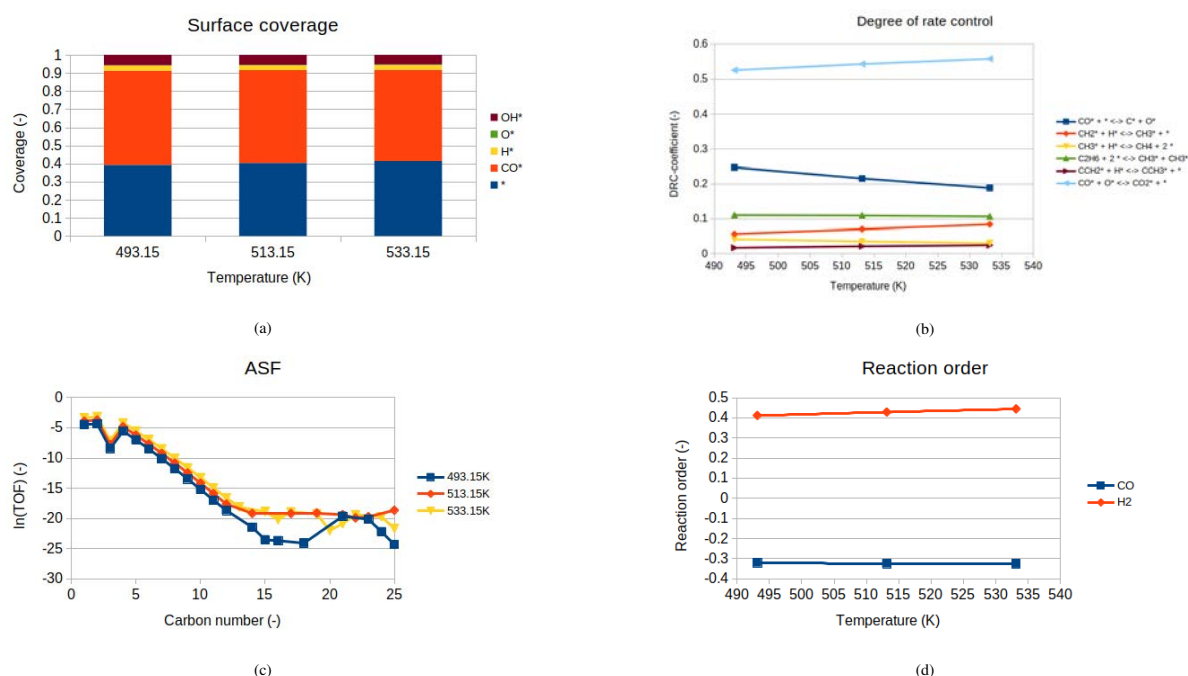 Surface coverage
1
0.9
0.8
0.7
0.6
0.5
0.4
0.3
0.2
0.1
0
Coverage (-)
493.15
513.15
533.15
Temperature (K)
OH*
O*
H*
CO*
*
(a)
Degree of rate control
0.6
0.5
0.4
0.3
0.2
0.1
0
DRC-coefficient (-)
490 495 500 505 510 515 520 525 530 535 540
Temperature (K)
CO* + * <-> C* + O*
CH2* + H* <-> CH3* + *
CH3* + H* <-> CH4 + 2 *
C2H6 + 2 * <-> CH3* + CH3*
CCH2* + H* <-> CCH3* + *
CO* + O* <-> CO2* + *
(b)
ASF
0
-5
-10
-15
-20
-25
-30
ln(TOF) (-)
0 5 10 15 20 25
Carbon number (-)
493.15K
513.15K
533.15K
(c)
Reaction order
0.5
0.4
0.3
0.2
0.1
0
-0.1
-0.2
-0.3
-0.4
Reaction order (-)
490 495 500 505 510 515 520 525 530 535 540
Temperature (K)
CO
H2
(d)